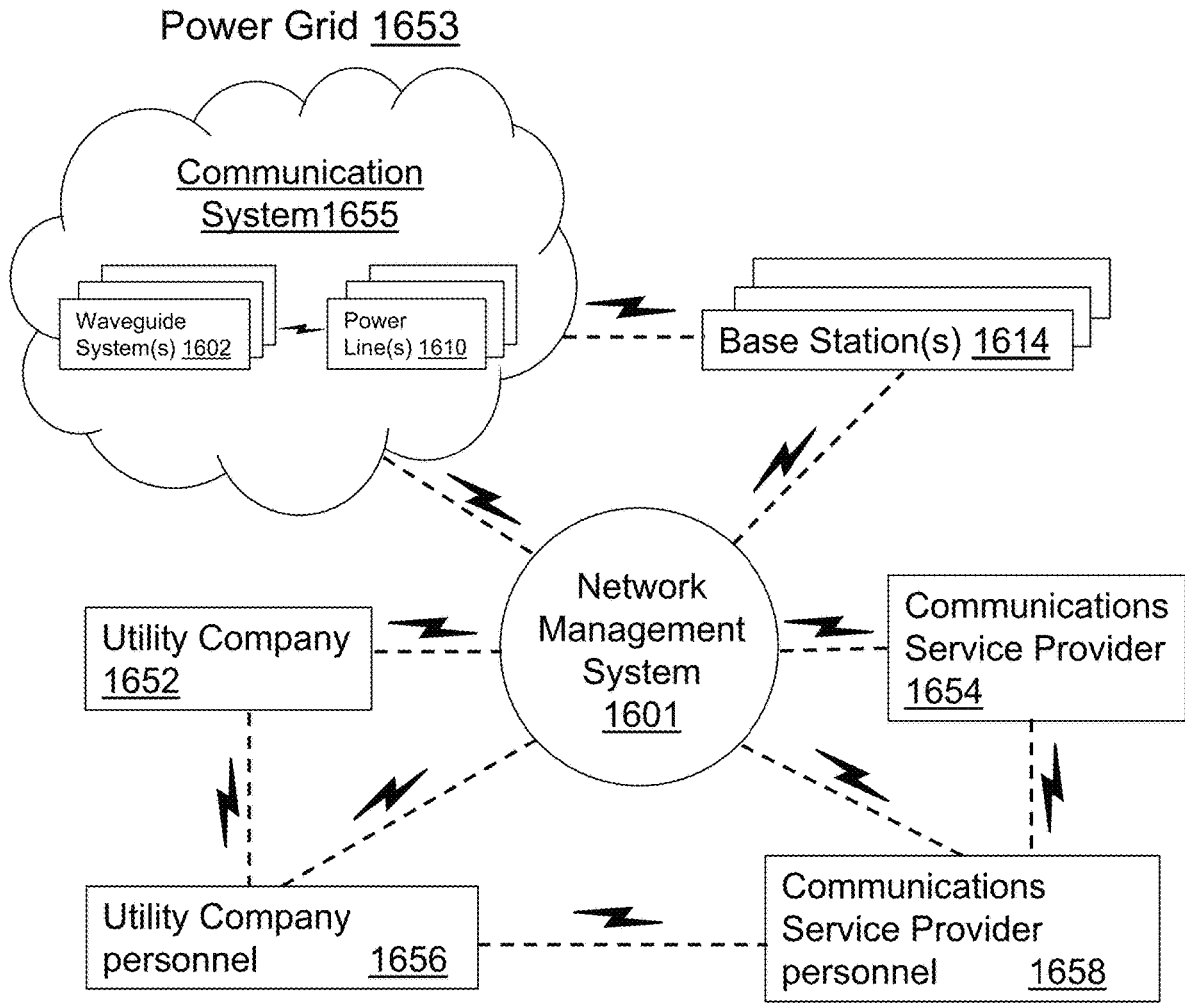 Power Grid 1653
Communication
System1655
Waveguide
System(s) 1602
Power
Line(s) 1610
Base Station(s) 1614
Network
Management
System
1601
Utility Company
1652
Communications
Service Provider
1654
Utility Company
personnel 1656
Communications
Service Provider
personnel 1658